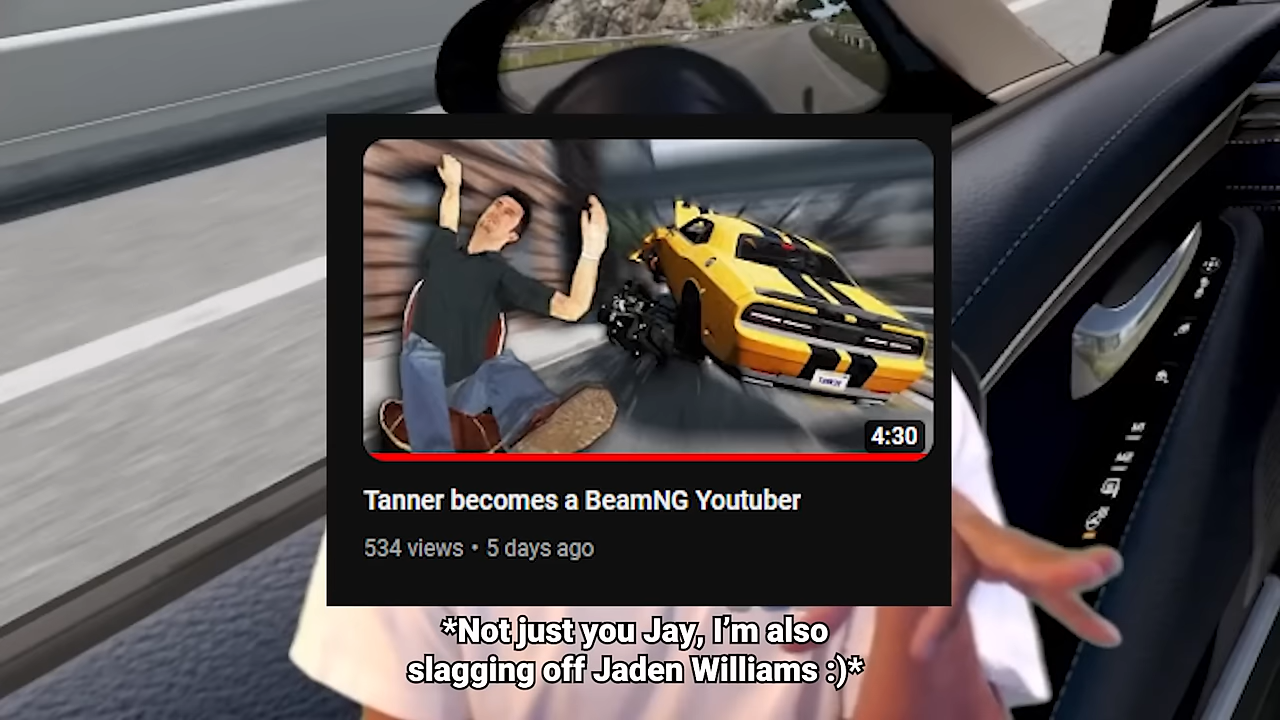 4:30
Tanner becomes a BeamNG Youtuber
534 views • 5 days ago
*Not just you Jay, I'm also
slagging off Jaden Williams :)*